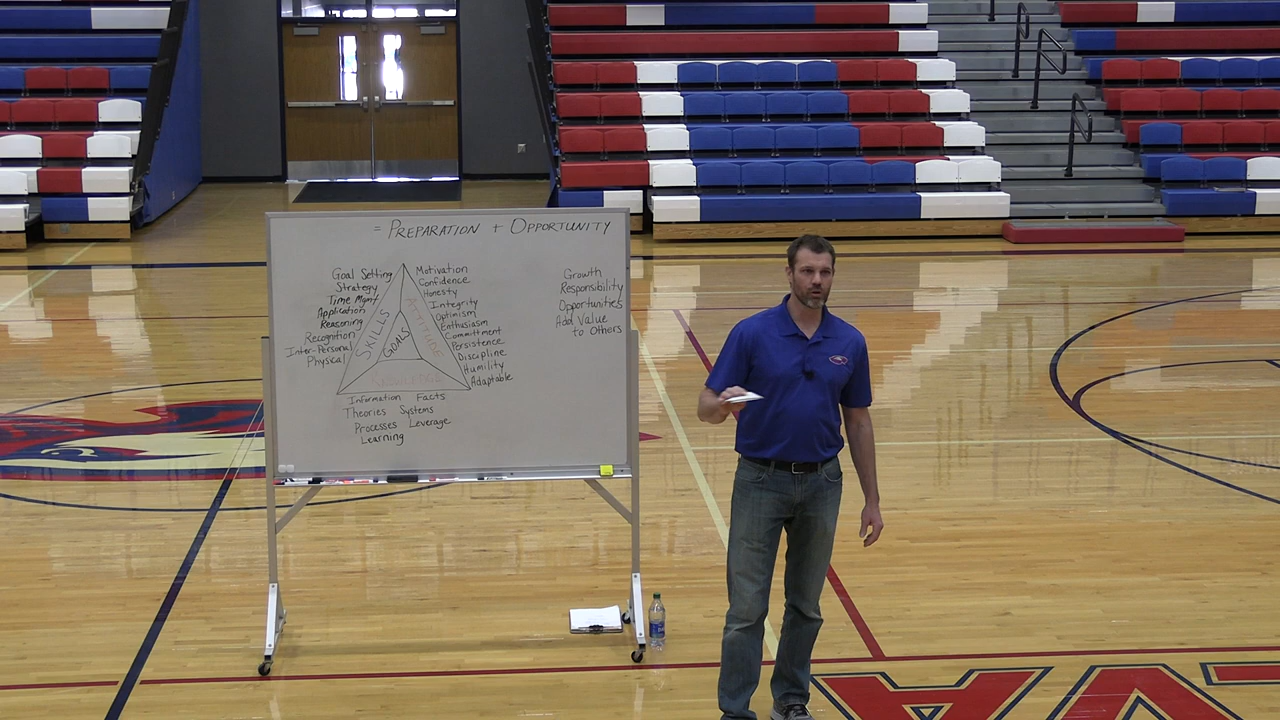 = PREPARATION + OPPORTUNITY
Goal Setting
Strategy
Time Mgmt
Application
Reasoning
Recognition
Inter-Personal
Physical
SKILLS
GOALS
ATTITUDE
KNOWLEDGE
Motivation
Confidence
Honesty
Integrity
Optimism
Enthusiasm
Committment
Persistence
Discipline
Humility
Adaptable
Information Facts
Theories Systems
Processes Leverage
Learning
Growth
Responsibility
Opportunities
Add Value
to Others